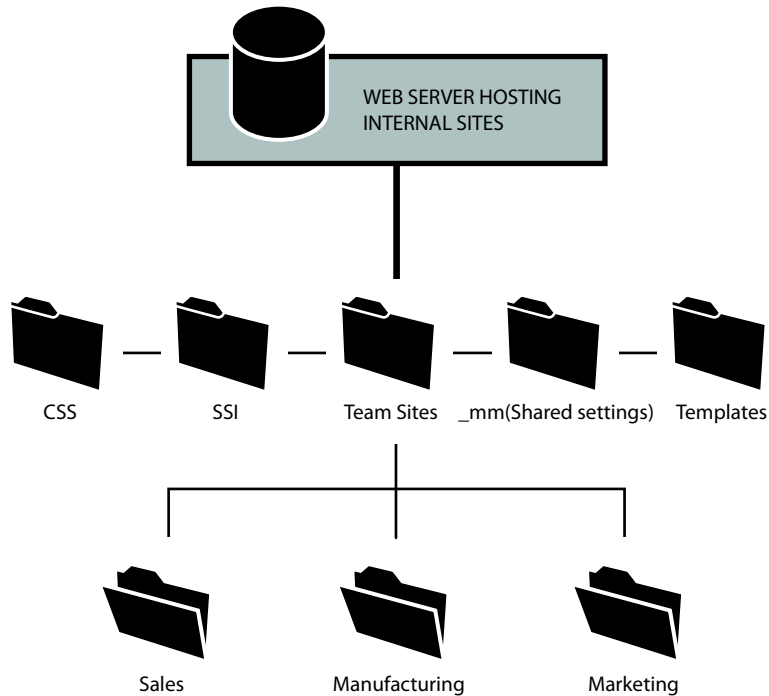 WEB SERVER HOSTING
INTERNAL SITES
CSS
SSI
Team Sites
_mm(Shared settings)
Templates
Sales
Manufacturing
Marketing